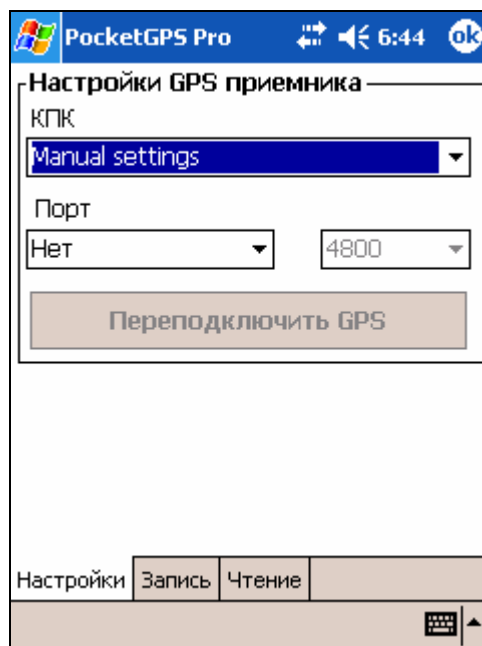 PocketGPS Pro 6:44 ok
Настройки GPS приемника
КПК
Manual settings
Порт
Нет 4800
Переподключить GPS
Настройки Запись Чтение